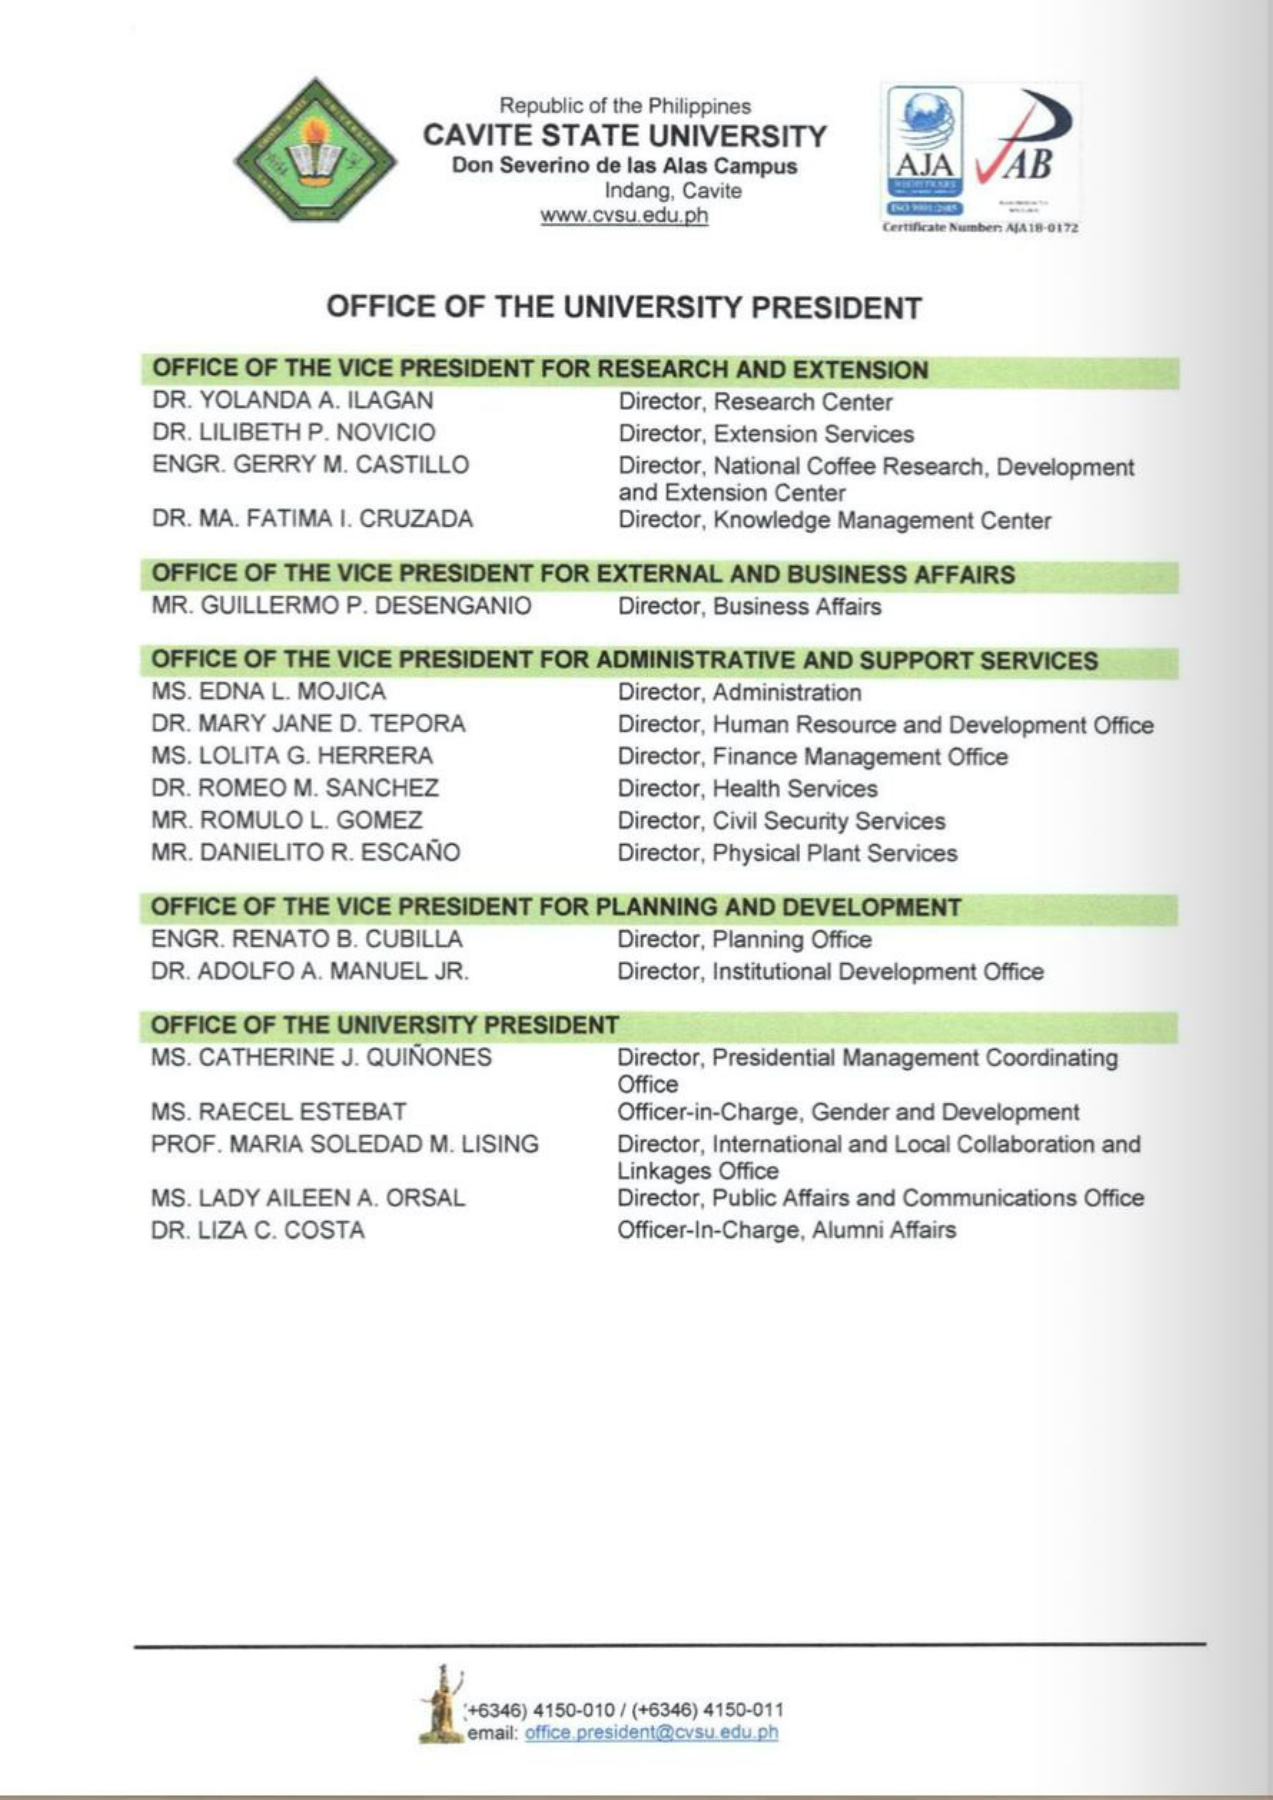 Republic of the Philippines
CAVITE STATE UNIVERSITY
Don Severino de las Alas Campus
Indang, Cavite
www.cvsu.edu.ph
AJA
REGISTRARS
ISO 9001:2015
PAB
Certificate Number: AJA18-0172
OFFICE OF THE UNIVERSITY PRESIDENT
OFFICE OF THE VICE PRESIDENT FOR RESEARCH AND EXTENSION
DR. YOLANDA A. ILAGAN Director, Research Center
DR. LILIBETH P. NOVICIO Director, Extension Services
ENGR. GERRY M. CASTILLO Director, National Coffee Research, Development
and Extension Center
DR. MA. FATIMA I. CRUZADA Director, Knowledge Management Center
OFFICE OF THE VICE PRESIDENT FOR EXTERNAL AND BUSINESS AFFAIRS
MR. GUILLERMO P. DESENGANIO Director, Business Affairs
OFFICE OF THE VICE PRESIDENT FOR ADMINISTRATIVE AND SUPPORT SERVICES
MS. EDNA L. MOJICA Director, Administration
DR. MARY JANE D. TEPORA Director, Human Resource and Development Office
MS. LOLITA G. HERRERA Director, Finance Management Office
DR. ROMEO M. SANCHEZ Director, Health Services
MR. ROMULO L. GOMEZ Director, Civil Security Services
MR. DANIELITO R. ESCAÑO Director, Physical Plant Services
OFFICE OF THE VICE PRESIDENT FOR PLANNING AND DEVELOPMENT
ENGR. RENATO B. CUBILLA Director, Planning Office
DR. ADOLFO A. MANUEL JR. Director, Institutional Development Office
OFFICE OF THE UNIVERSITY PRESIDENT
MS. CATHERINE J. QUIÑONES Director, Presidential Management Coordinating
Office
MS. RAECEL ESTEBAT Officer-in-Charge, Gender and Development
PROF. MARIA SOLEDAD M. LISING Director, International and Local Collaboration and
Linkages Office
MS. LADY AILEEN A. ORSAL Director, Public Affairs and Communications Office
DR. LIZA C. COSTA Officer-In-Charge, Alumni Affairs
(+6346) 4150-010 / (+6346) 4150-011
email: office.president@cvsu.edu.ph